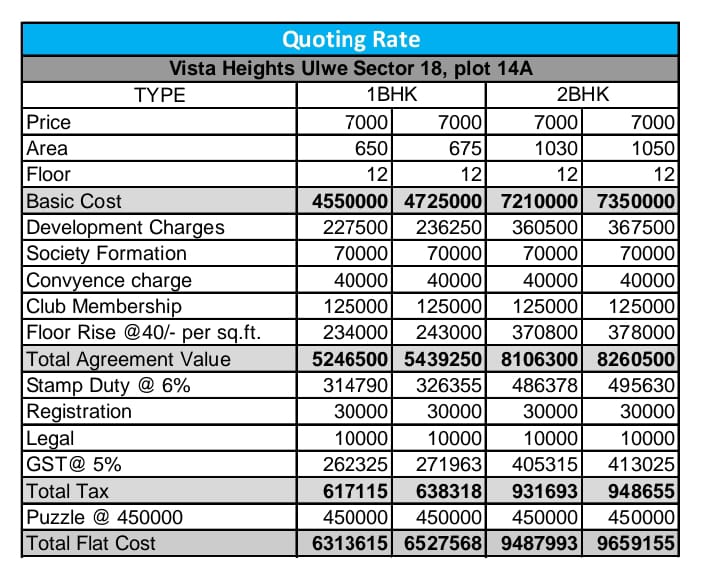 Quoting Rate
Vista Heights Ulwe Sector 18, plot 14A
TYPE 1BHK 2BHK
Price 7000 7000 7000 7000
Area 650 675 1030 1050
Floor 12 12 12 12
Basic Cost 4550000 4725000 7210000 7350000
Development Charges 227500 236250 360500 367500
Society Formation 70000 70000 70000 70000
Convyence charge 40000 40000 40000 40000
Club Membership 125000 125000 125000 125000
Floor Rise @40/- per sq.ft. 234000 243000 370800 378000
Total Agreement Value 5246500 5439250 8106300 8260500
Stamp Duty @ 6% 314790 326355 486378 495630
Registration 30000 30000 30000 30000
Legal 10000 10000 10000 10000
GST@ 5% 262325 271963 405315 413025
Total Tax 617115 638318 931693 948655
Puzzle @ 450000 450000 450000 450000 450000
Total Flat Cost 6313615 6527568 9487993 9659155